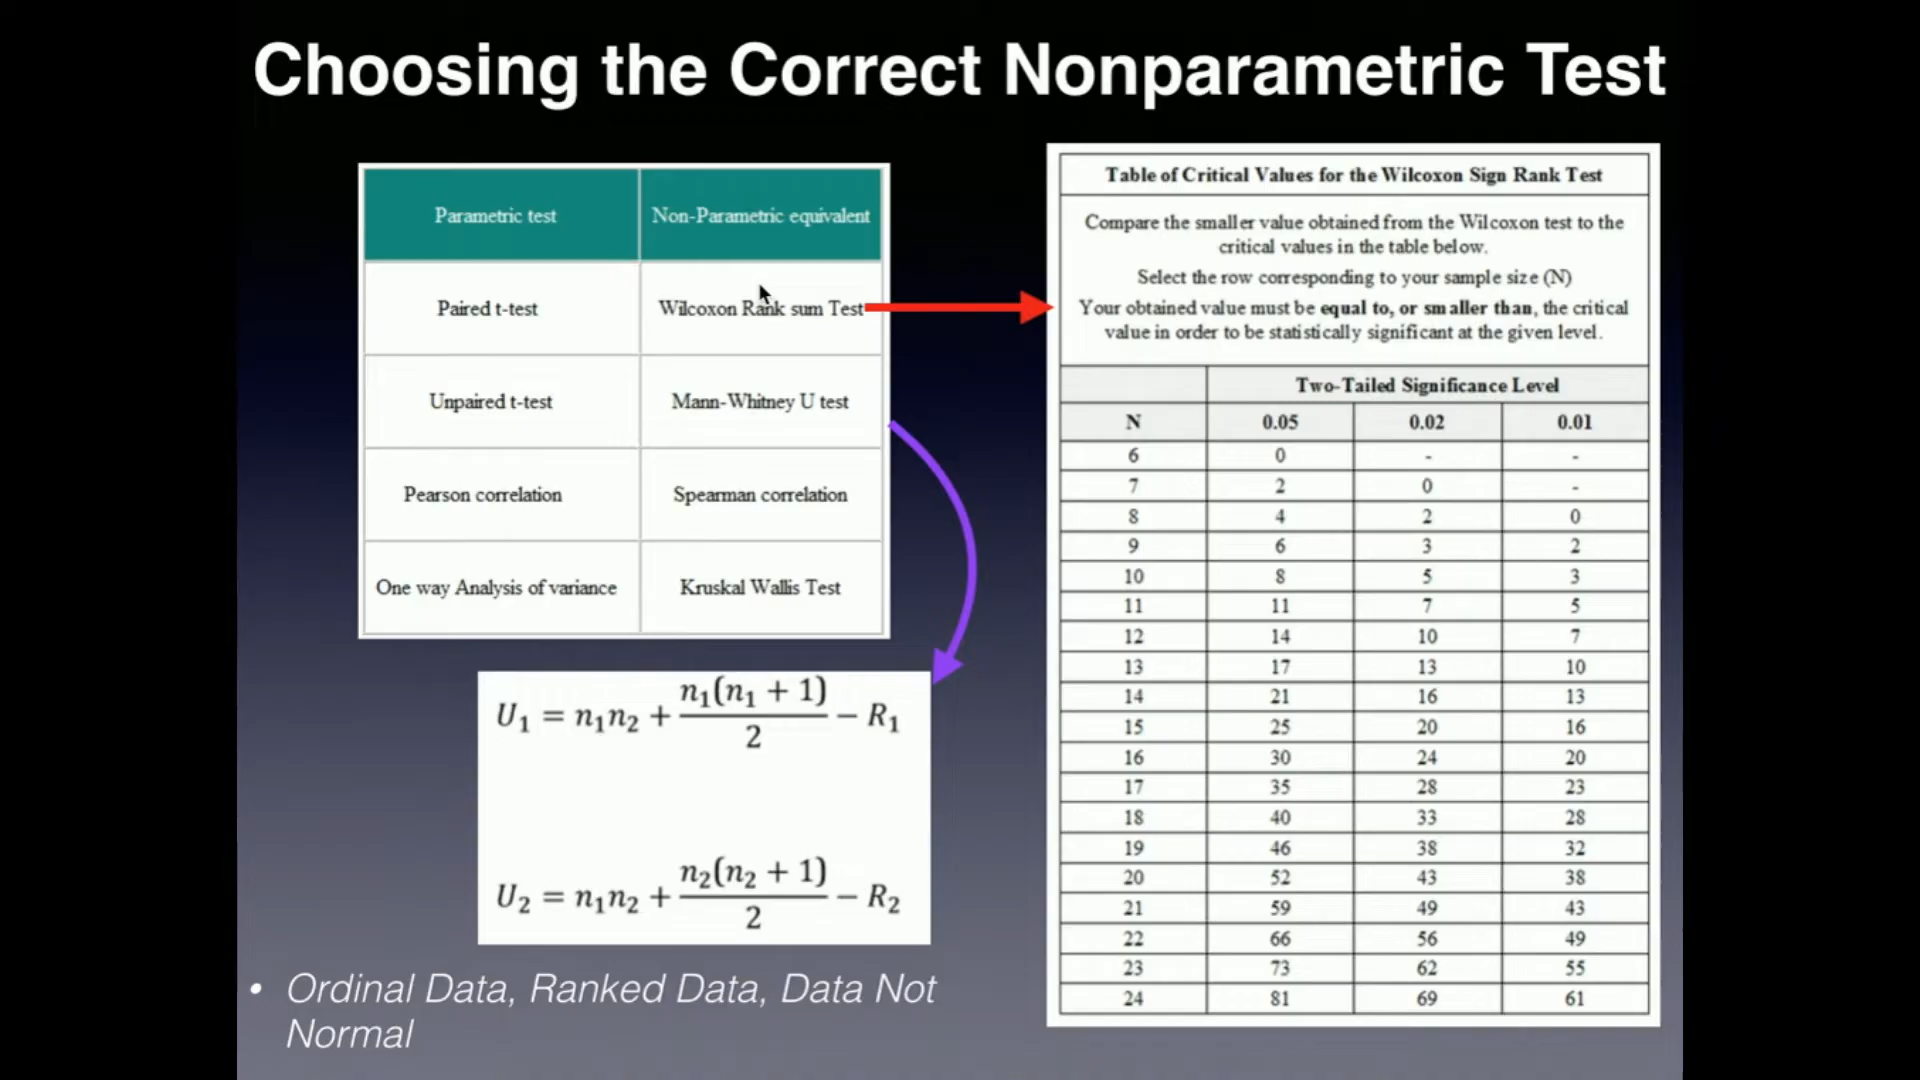 Choosing the Correct Nonparametric Test
Parametric test Non-Parametric equivalent
Paired t-test Wilcoxon Rank sum Test
Unpaired t-test Mann-Whitney U test
Pearson correlation Spearman correlation
One way Analysis of variance Kruskal Wallis Test
U₁ = n₁n₂ + n₁(n₁ + 1)/2 − R₁
U₂ = n₁n₂ + n₂(n₂ + 1)/2 − R₂
• Ordinal Data, Ranked Data, Data Not
Normal
Table of Critical Values for the Wilcoxon Sign Rank Test
Compare the smaller value obtained from the Wilcoxon test to the
critical values in the table below.
Select the row corresponding to your sample size (N)
Your obtained value must be equal to, or smaller than, the critical
value in order to be statistically significant at the given level.
Two-Tailed Significance Level
N 0.05 0.02 0.01
6 0 - -
7 2 0 -
8 4 2 0
9 6 3 2
10 8 5 3
11 11 7 5
12 14 10 7
13 17 13 10
14 21 16 13
15 25 20 16
16 30 24 20
17 35 28 23
18 40 33 28
19 46 38 32
20 52 43 38
21 59 49 43
22 66 56 49
23 73 62 55
24 81 69 61